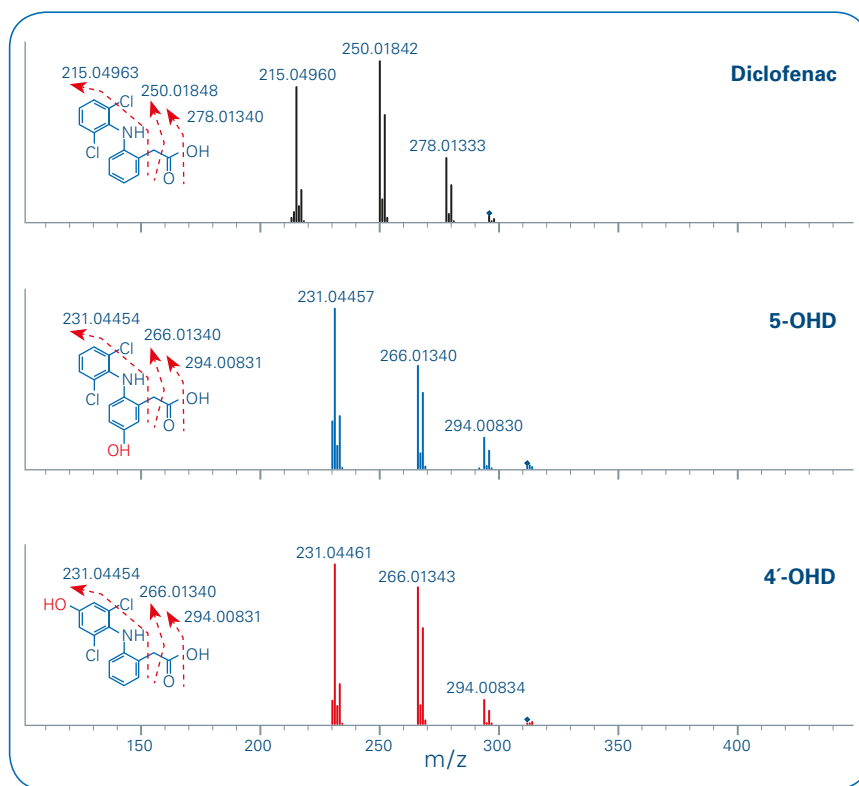 Diclofenac
250.01842
215.04963
215.04960
250.01848
278.01340
278.01333
Cl
NH
Cl
OH
O
5-OHD
231.04457
231.04454
266.01340
294.00831
266.01340
294.00830
Cl
NH
Cl
OH
O
OH
4´-OHD
231.04461
231.04454
266.01340
294.00831
266.01343
294.00834
HO
Cl
NH
Cl
OH
O
150 200 250 300 350 400
m/z